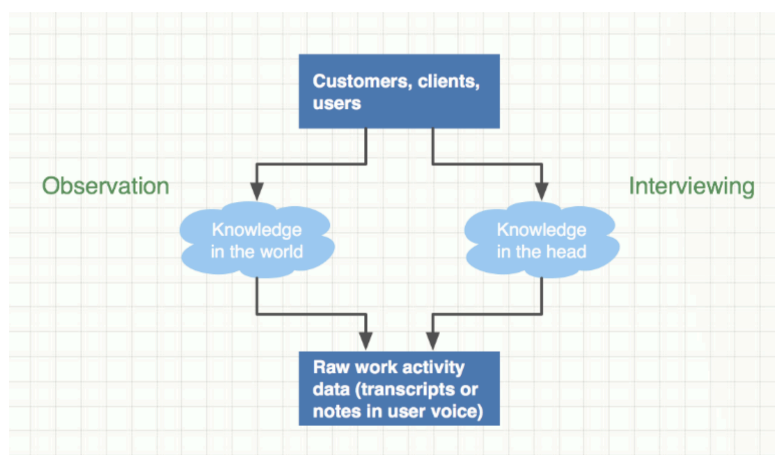 Customers, clients,
users
Observation
Interviewing
Knowledge
in the world
Knowledge
in the head
Raw work activity
data (transcripts or
notes in user voice)